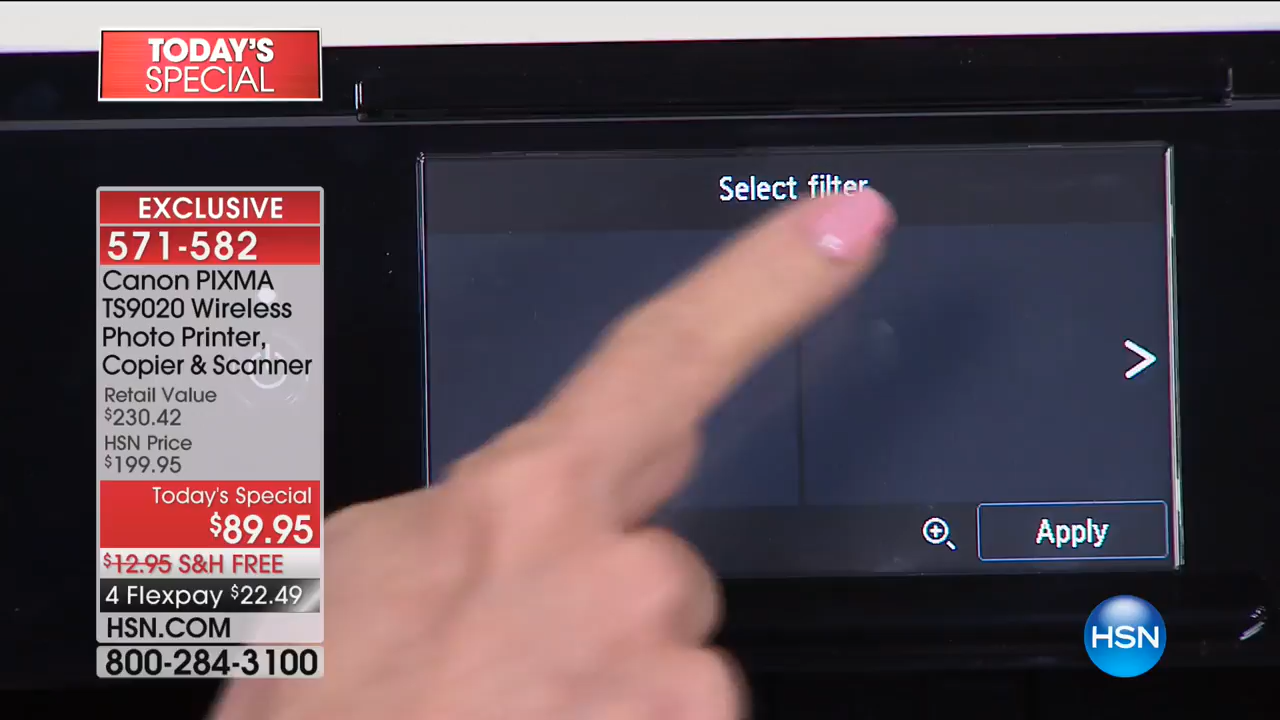 TODAY'S
SPECIAL
EXCLUSIVE
571-582
Canon PIXMA
TS9020 Wireless
Photo Printer,
Copier & Scanner
Retail Value
$230.42
HSN Price
$199.95
Today's Special
$89.95
$12.95 S&H FREE
4 Flexpay $22.49
HSN.COM
800-284-3100
Select filter
Apply
HSN